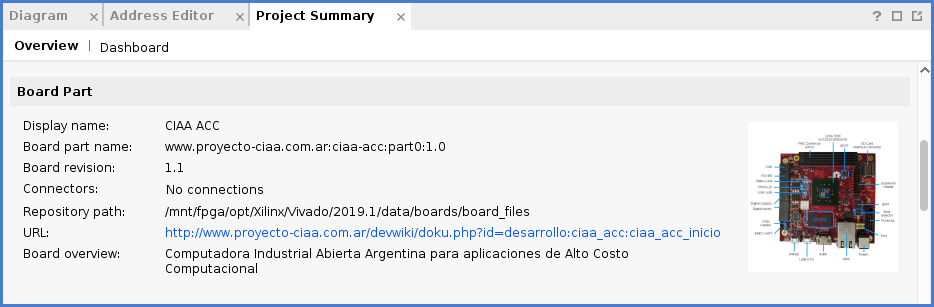 Diagram × Address Editor × Project Summary × ?
Overview | Dashboard
Board Part
Display name: CIAA ACC
Board part name: www.proyecto-ciaa.com.ar:ciaa-acc:part0:1.0
Board revision: 1.1
Connectors: No connections
Repository path: /mnt/fpga/opt/Xilinx/Vivado/2019.1/data/boards/board_files
URL: http://www.proyecto-ciaa.com.ar/devwiki/doku.php?id=desarrollo:ciaa_acc:ciaa_acc_inicio
Board overview: Computadora Industrial Abierta Argentina para aplicaciones de Alto Costo
Computacional